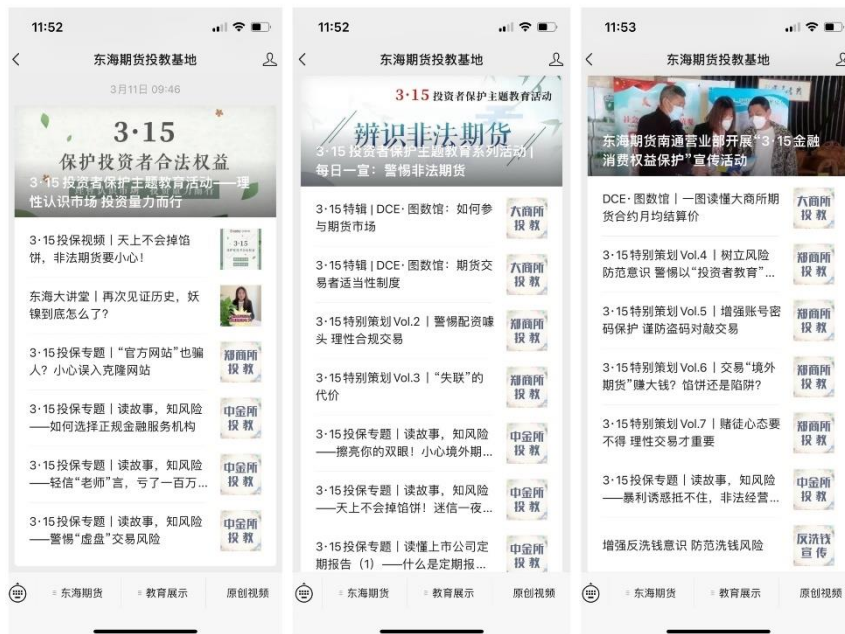 11:52
东海期货投教基地
3月11日 09:46
3·15
保护投资者合法权益
3·15 投资者保护主题教育活动——理
性认识市场 投资量力而行
3·15投保视频丨天上不会掉馅
饼，非法期货要小心！
3·15
东海大讲堂丨再次见证历史，妖
镍到底怎么了？
3·15投保专题丨“官方网站”也骗
人？小心误入克隆网站
郑商所
投教
3·15投保专题丨读故事，知风险
——如何选择正规金融服务机构
中金所
投教
3·15投保专题丨读故事，知风险
——轻信“老师”言，亏了一百万...
中金所
投教
3·15投保专题丨读故事，知风险
——警惕“虚盘”交易风险
中金所
投教
东海期货
教育展示
原创视频
11:52
东海期货投教基地
3·15 投资者保护主题教育活动
辨识非法期货
3·15 投资者保护主题教育系列活动 |
每日一宣：警惕非法期货
3·15特辑 | DCE·图数馆：如何参
与期货市场
大商所
投教
3·15特辑 | DCE·图数馆：期货交
易者适当性制度
大商所
投教
3·15特别策划 Vol.2丨警惕配资噱
头 理性合规交易
郑商所
投教
3·15特别策划 Vol.3丨“失联”的
代价
郑商所
投教
3·15投保专题丨读故事，知风险
——擦亮你的双眼！小心境外期...
中金所
投教
3·15投保专题丨读故事，知风险
——天上不会掉馅饼！迷信一夜...
中金所
投教
3·15投保专题丨读懂上市公司定
期报告（1）——什么是定期报...
中金所
投教
东海期货
教育展示
原创视频
11:53
东海期货投教基地
东海期货南通营业部开展“3·15金融
消费权益保护”宣传活动
DCE·图数馆丨一图读懂大商所期
货合约月均结算价
大商所
投教
3·15特别策划 Vol.4丨树立风险
防范意识 警惕以“投资者教育”...
郑商所
投教
3·15特别策划 Vol.5丨增强账号密
码保护 谨防盗码对敲交易
郑商所
投教
3·15特别策划 Vol.6丨交易“境外
期货”赚大钱？馅饼还是陷阱？
郑商所
投教
3·15特别策划 Vol.7丨赌徒心态要
不得 理性交易才重要
郑商所
投教
3·15投保专题丨读故事，知风险
——暴利诱惑抵不住，非法经营...
中金所
投教
增强反洗钱意识 防范洗钱风险
反洗钱
宣传
东海期货
教育展示
原创视频